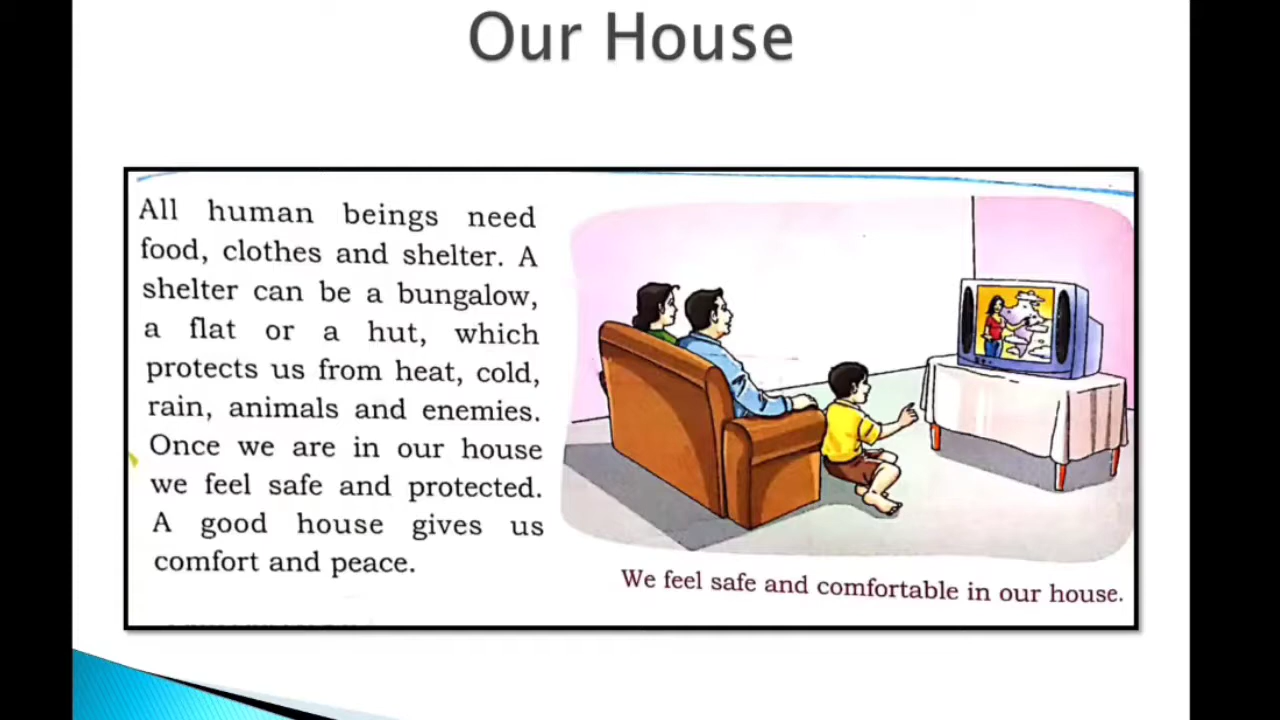 Our House
All human beings need
food, clothes and shelter. A
shelter can be a bungalow,
a flat or a hut, which
protects us from heat, cold,
rain, animals and enemies.
Once we are in our house
we feel safe and protected.
A good house gives us
comfort and peace.
We feel safe and comfortable in our house.